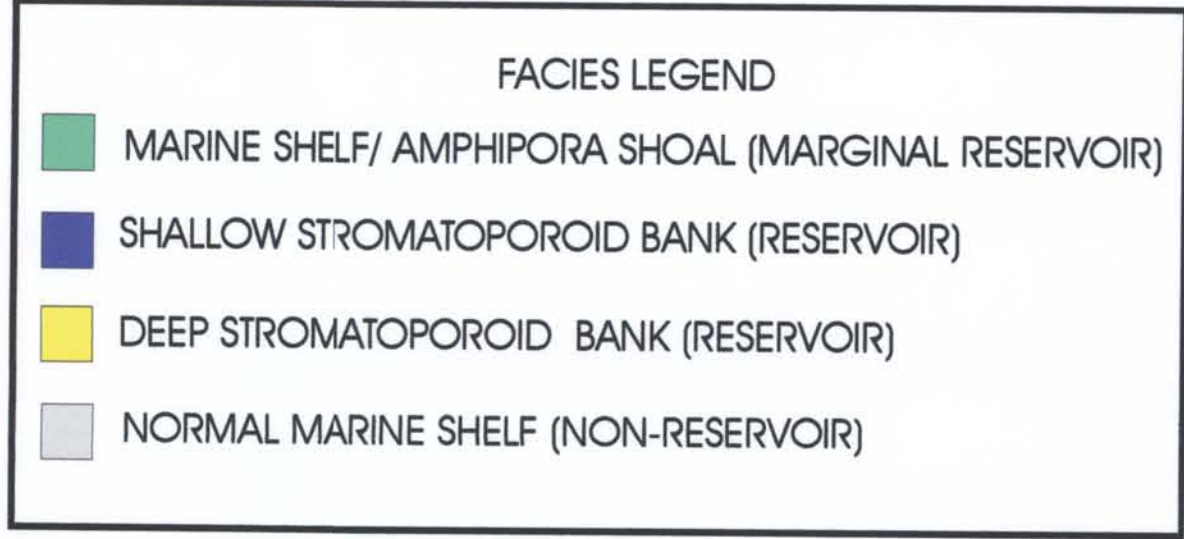 FACIES LEGEND
MARINE SHELF/ AMPHIPORA SHOAL (MARGINAL RESERVOIR)
SHALLOW STROMATOPOROID BANK (RESERVOIR)
DEEP STROMATOPOROID BANK (RESERVOIR)
NORMAL MARINE SHELF (NON-RESERVOIR)